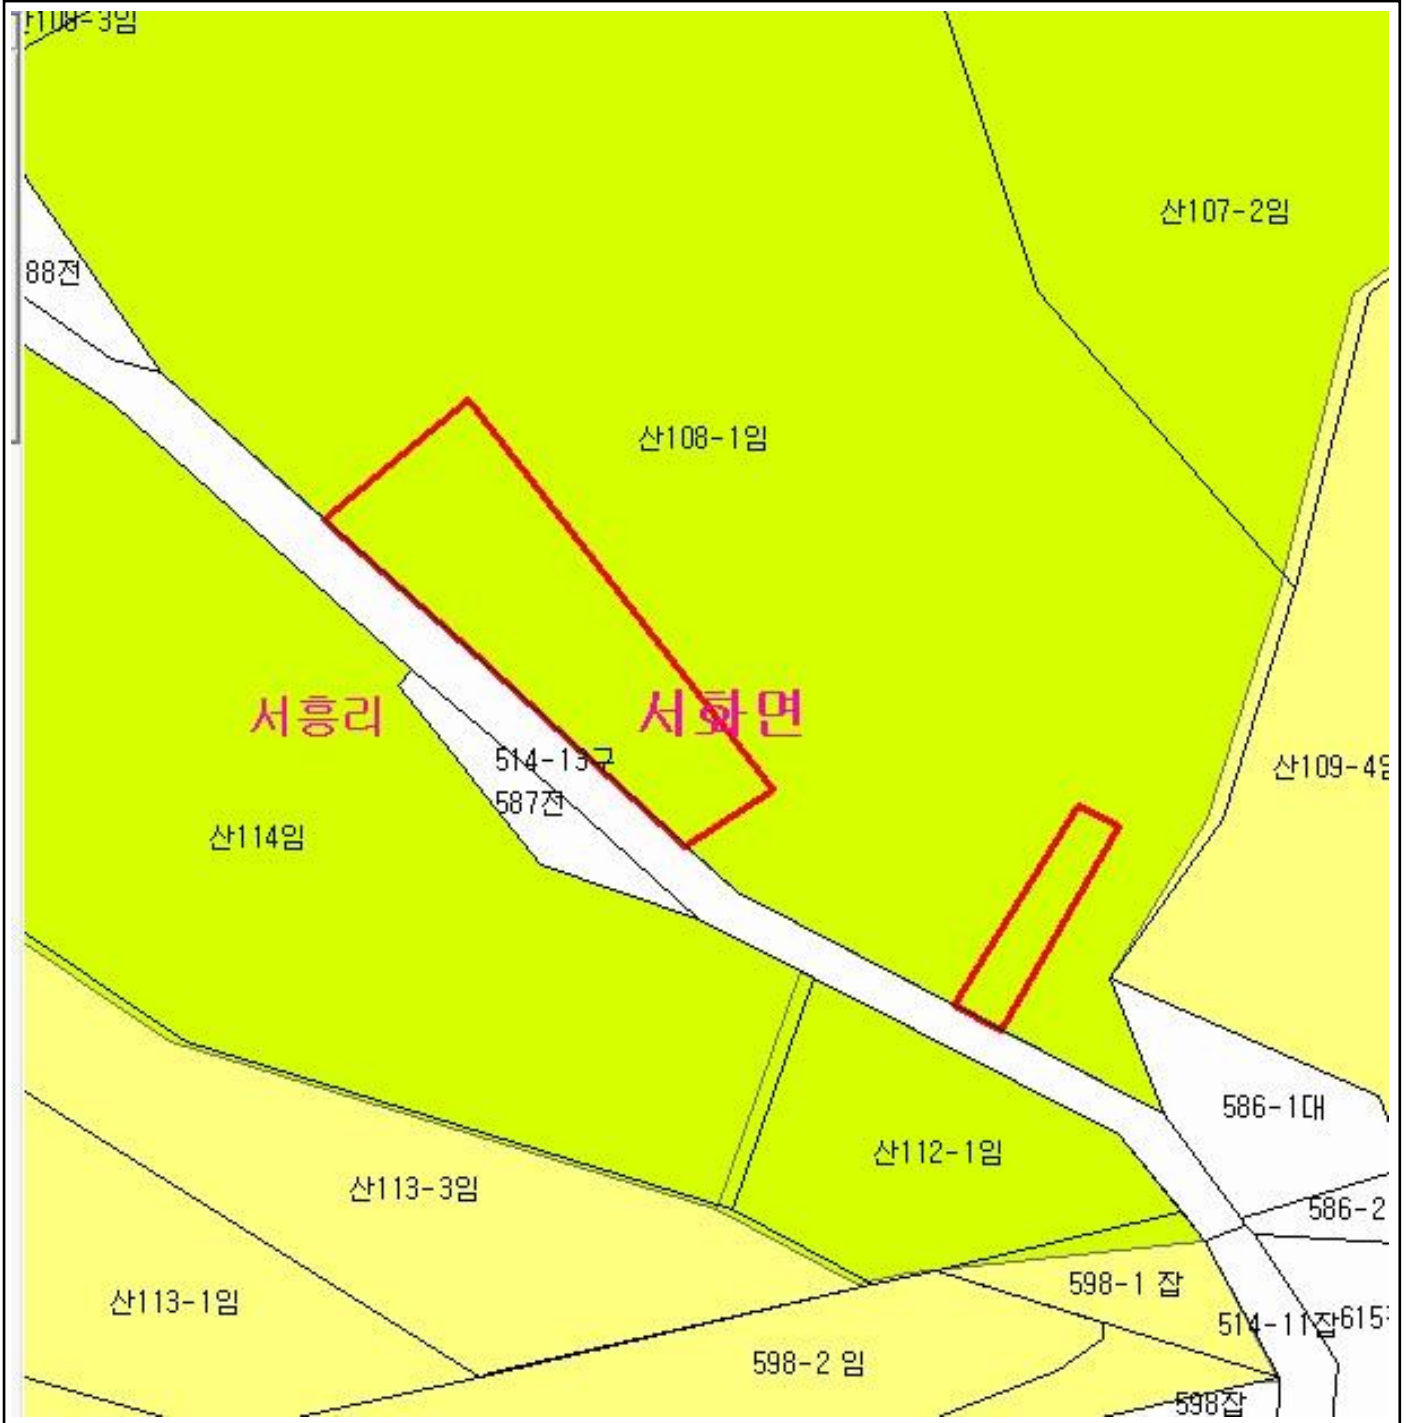 산107-2임
88전
산108-1임
서흥리
서화면
514-13구
587전
산109-4임
산114임
586-1대
산112-1임
산113-3임
586-2
598-1 잡
산113-1임
514-11잡
615
598-2 임
598잡